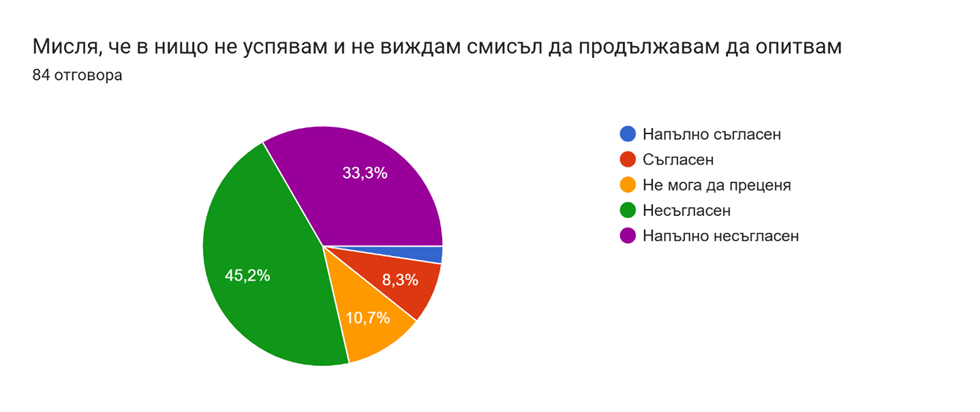 Мисля, че в нищо не успявам и не виждам смисъл да продължавам да опитвам
84 отговора
33,3%
45,2%
8,3%
10,7%
Напълно съгласен
Съгласен
Не мога да преценя
Несъгласен
Напълно несъгласен